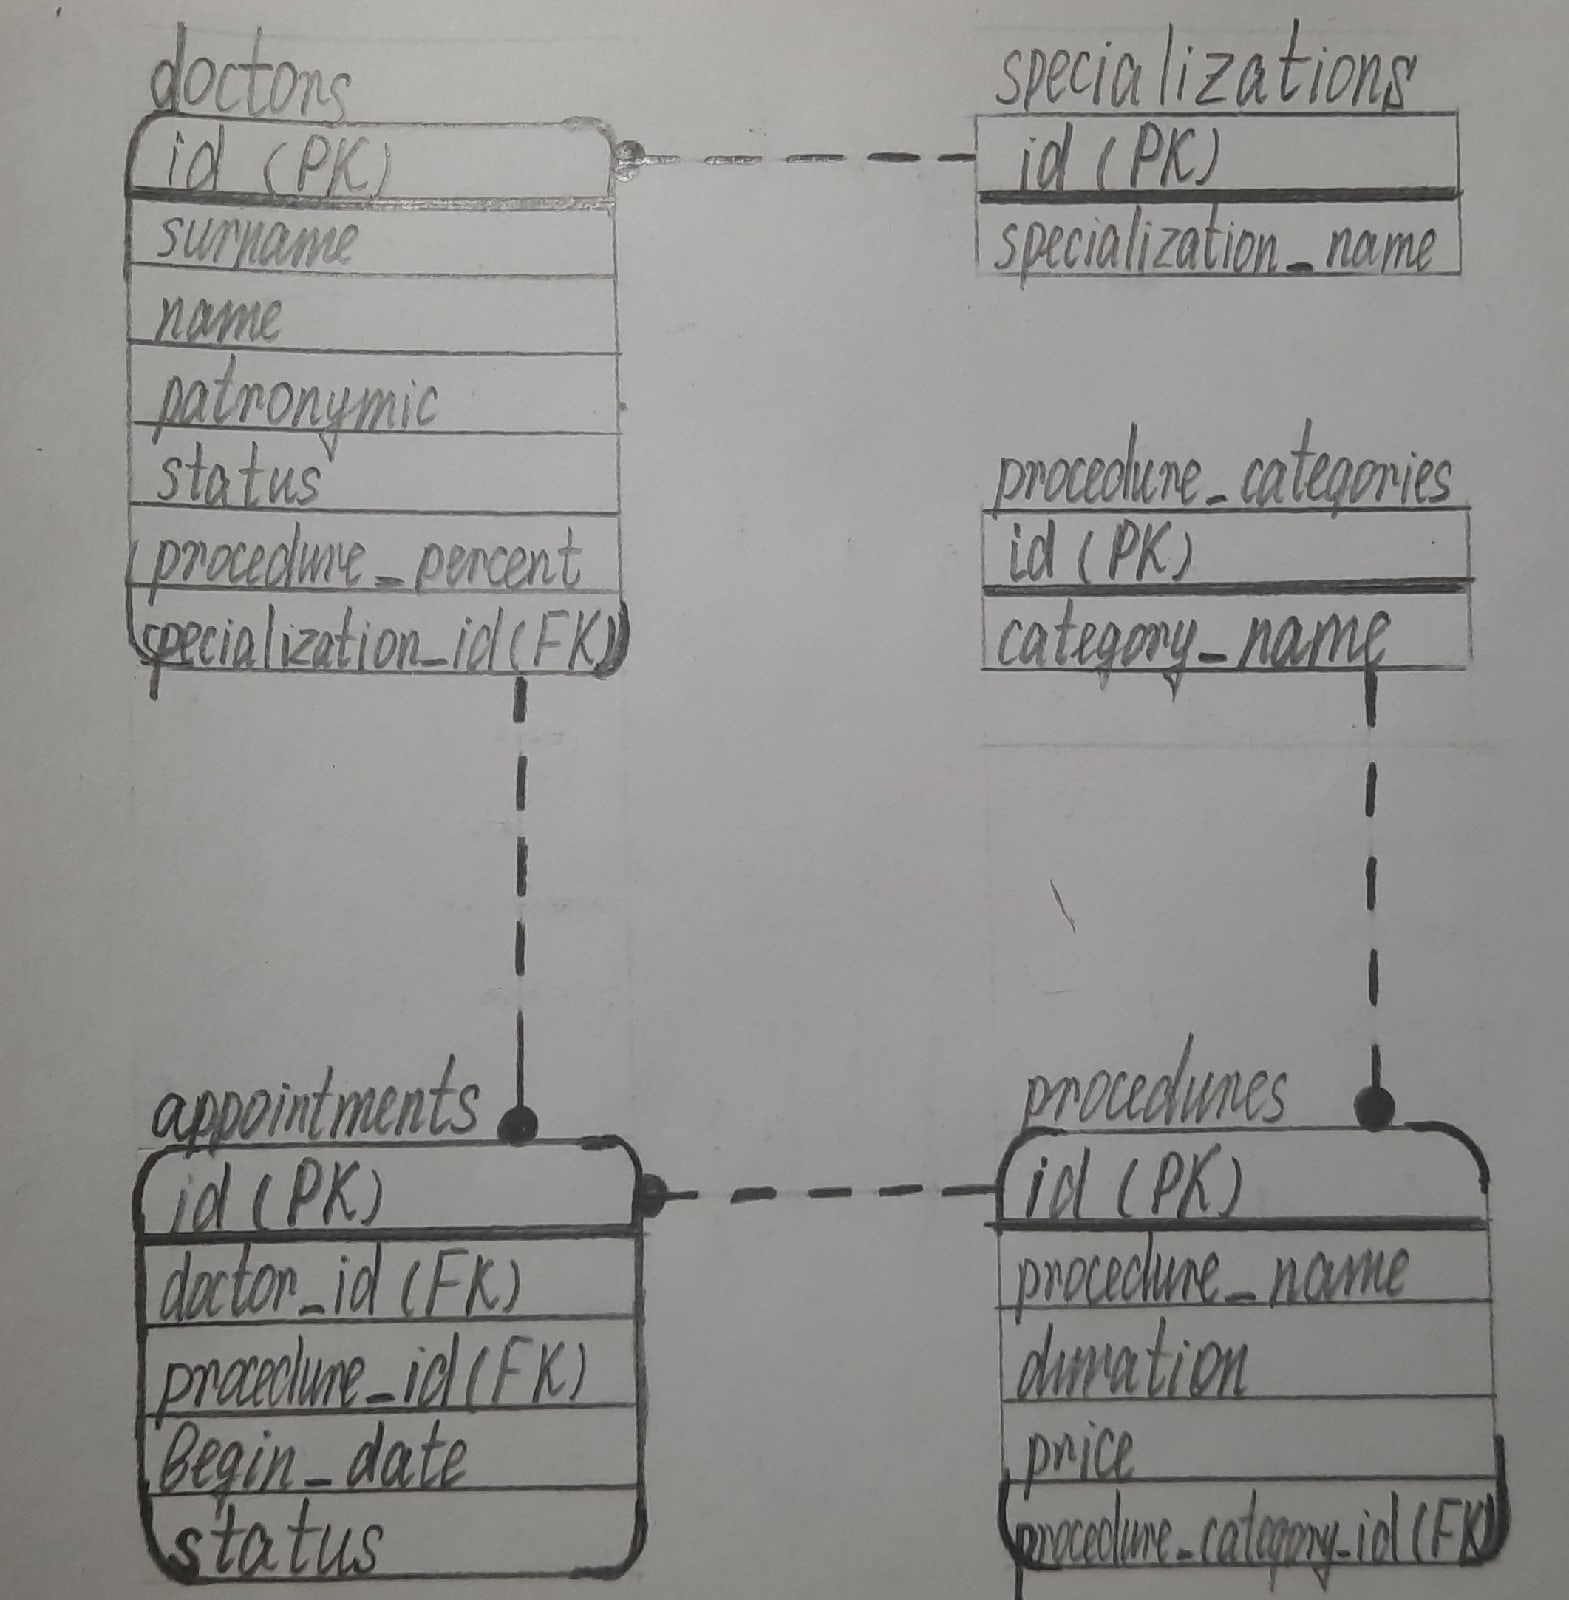 doctors
id (PK)
surname
name
patronymic
status
procedure_percent
specialization_id (FK)
specializations
id (PK)
specialization_name
procedure_categories
id (PK)
category_name
appointments
id (PK)
doctor_id (FK)
procedure_id (FK)
Begin_date
status
procedures
id (PK)
procedure_name
duration
price
procedure_category_id (FK)